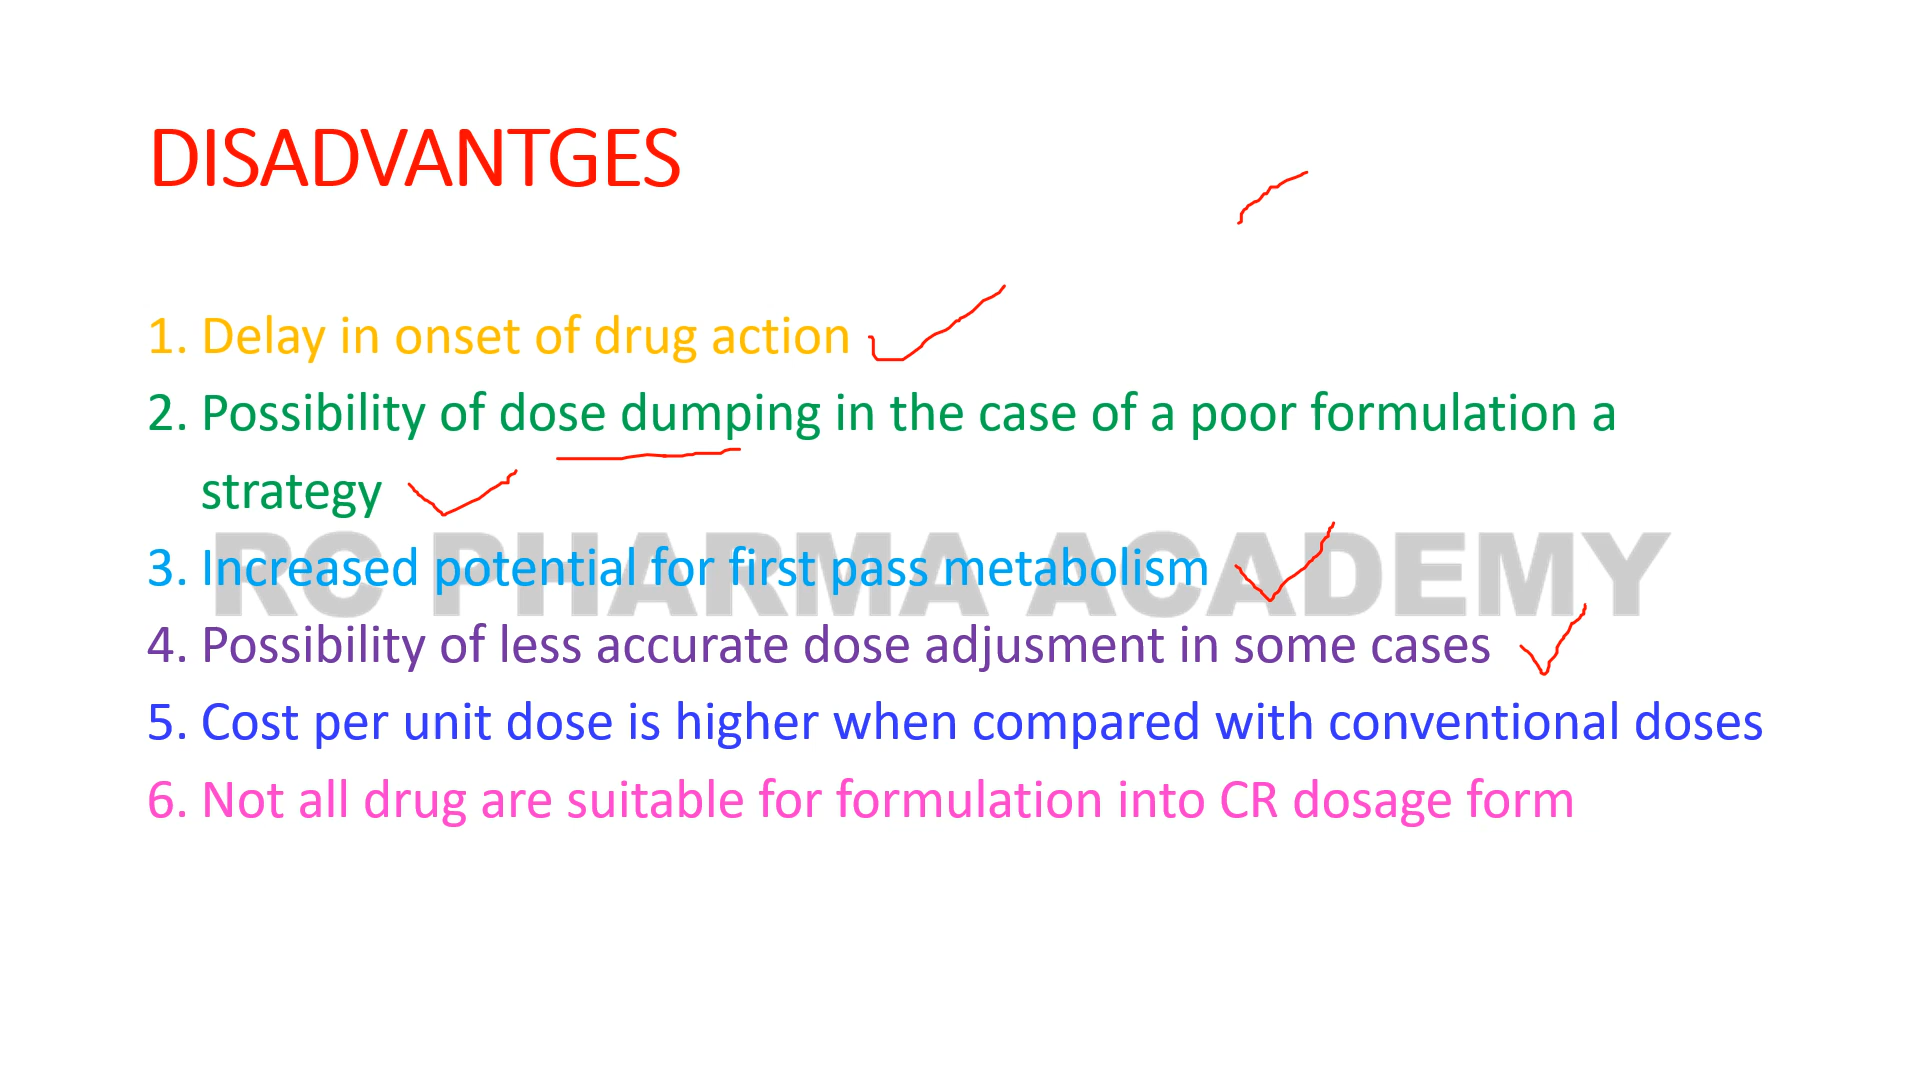 DISADVANTGES
1. Delay in onset of drug action
2. Possibility of dose dumping in the case of a poor formulation a
strategy
RC PHARMA ACADEMY
3. Increased potential for first pass metabolism
4. Possibility of less accurate dose adjusment in some cases
5. Cost per unit dose is higher when compared with conventional doses
6. Not all drug are suitable for formulation into CR dosage form